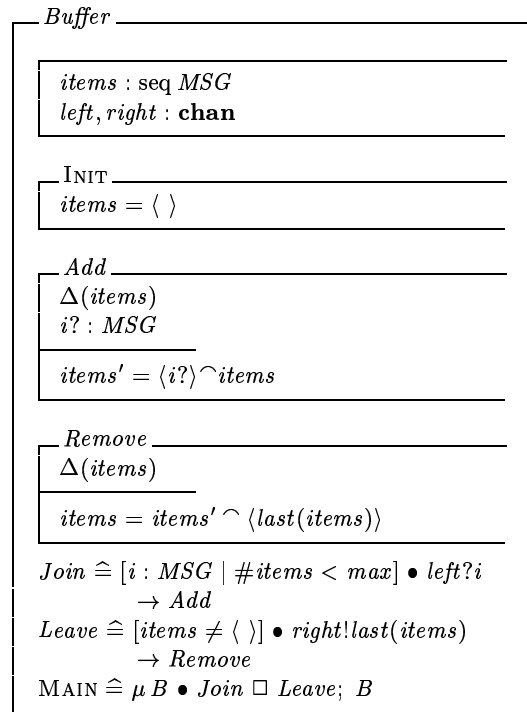 Buffer
items : seq MSG
left, right : chan
INIT
items = ⟨ ⟩
Add
Δ(items)
i? : MSG
items′ = ⟨i?⟩⌢items
Remove
Δ(items)
items = items′ ⌢ ⟨last(items)⟩
Join ≙ [i : MSG | #items < max] • left?i
→ Add
Leave ≙ [items ≠ ⟨ ⟩] • right!last(items)
→ Remove
MAIN ≙ μ B • Join □ Leave; B